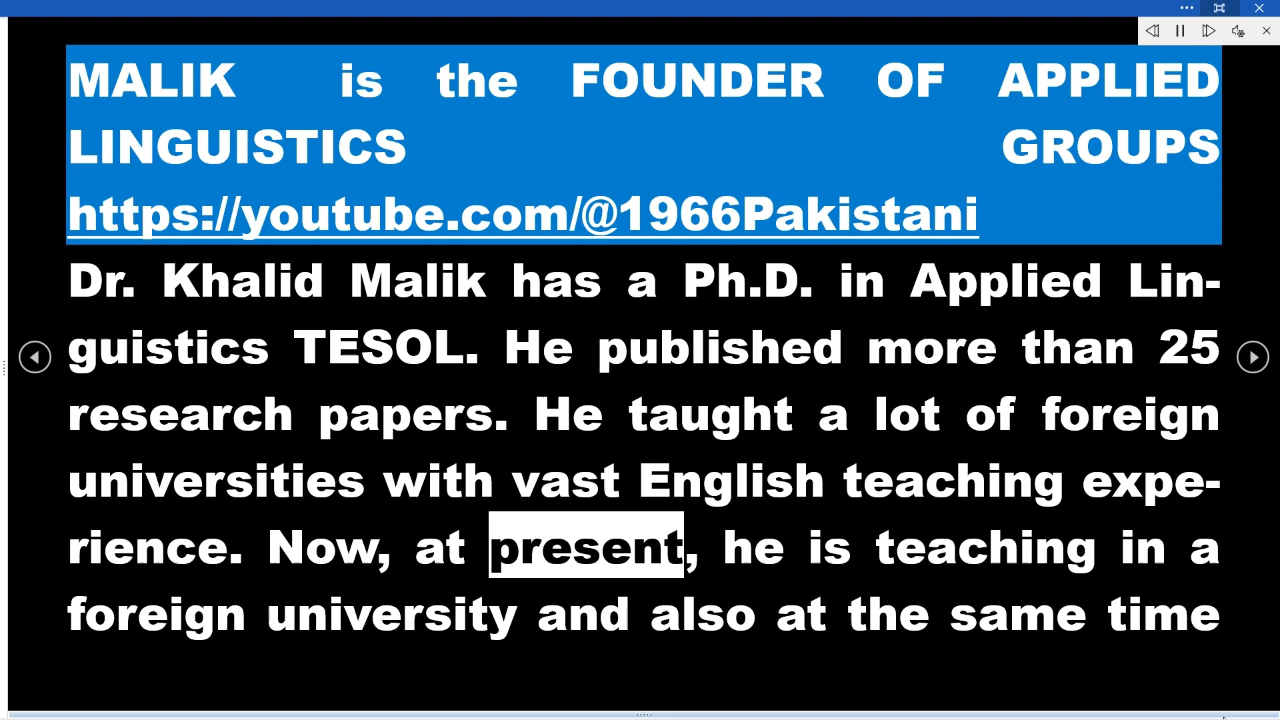 MALIK is the FOUNDER OF APPLIED
LINGUISTICS GROUPS
https://youtube.com/@1966Pakistani
Dr. Khalid Malik has a Ph.D. in Applied Lin-
guistics TESOL. He published more than 25
research papers. He taught a lot of foreign
universities with vast English teaching expe-
rience. Now, at present, he is teaching in a
foreign university and also at the same time